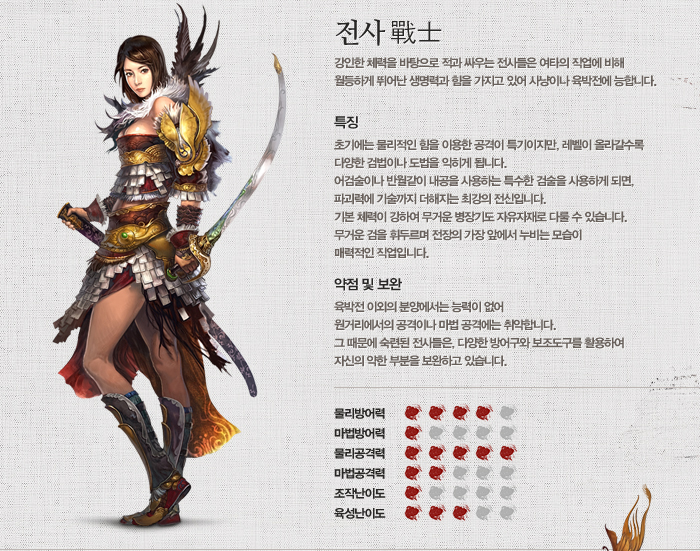 전사 戰士
강인한 체력을 바탕으로 적과 싸우는 전사들은 여타의 직업에 비해
월등하게 뛰어난 생명력과 힘을 가지고 있어 사냥이나 육박전에 능합니다.
특징
초기에는 물리적인 힘을 이용한 공격이 특기이지만, 레벨이 올라갈수록
다양한 검법이나 도법을 익히게 됩니다.
어검술이나 반월같이 내공을 사용하는 특수한 검술을 사용하게 되면,
파괴력에 기술까지 더해지는 최강의 전신입니다.
기본 체력이 강하여 무거운 병장기도 자유자재로 다룰 수 있습니다.
무거운 검을 휘두르며 전장의 가장 앞에서 누비는 모습이
매력적인 직업입니다.
약점 및 보완
육박전 이외의 분양에서는 능력이 없어
원거리에서의 공격이나 마법 공격에는 취약합니다.
그 때문에 숙련된 전사들은, 다양한 방어구와 보조도구를 활용하여
자신의 약한 부분을 보완하고 있습니다.
물리방어력
마법방어력
물리공격력
마법공격력
조작난이도
육성난이도